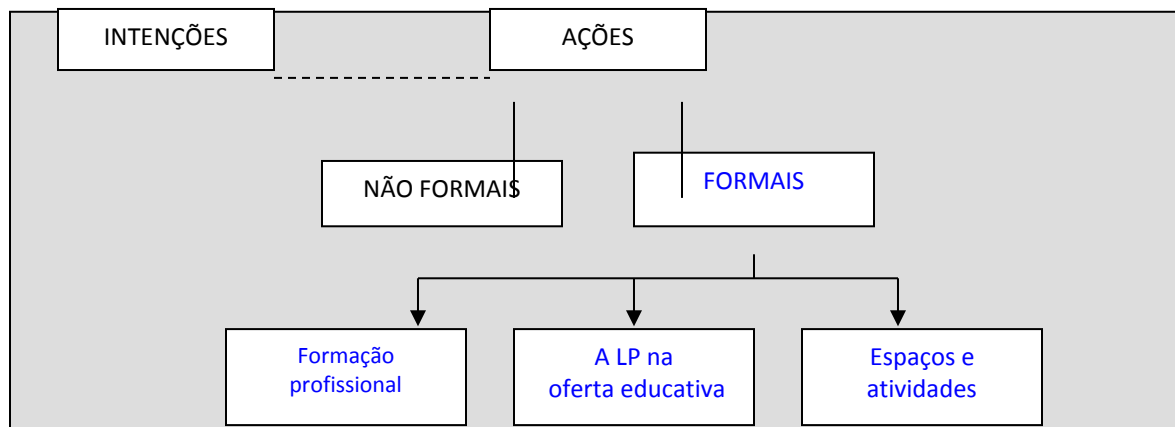 INTENÇÕES
AÇÕES
NÃO FORMAIS
FORMAIS
Formação
profissional
A LP na
oferta educativa
Espaços e
atividades